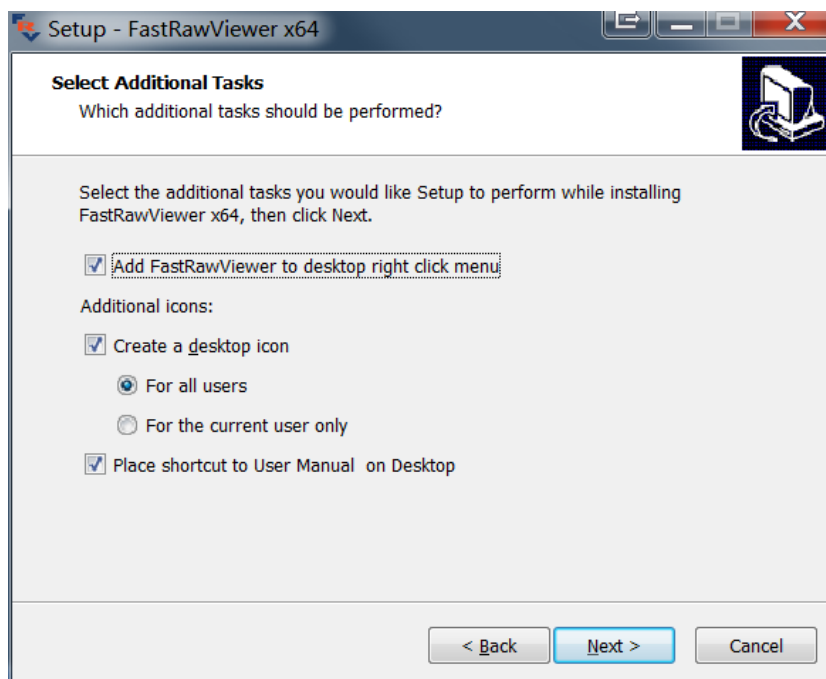 Setup - FastRawViewer x64
Select Additional Tasks
Which additional tasks should be performed?
Select the additional tasks you would like Setup to perform while installing
FastRawViewer x64, then click Next.
Add FastRawViewer to desktop right click menu
Additional icons:
Create a desktop icon
For all users
For the current user only
Place shortcut to User Manual  on Desktop
< Back
Next >
Cancel